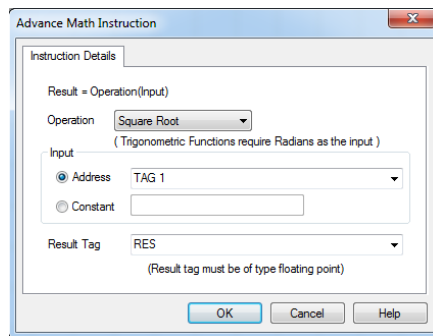 Advance Math Instruction
Instruction Details
Result = Operation(Input)
Operation Square Root
( Trigonometric Functions require Radians as the input )
Input
Address TAG 1
Constant
Result Tag RES
(Result tag must be of type floating point)
OK Cancel Help